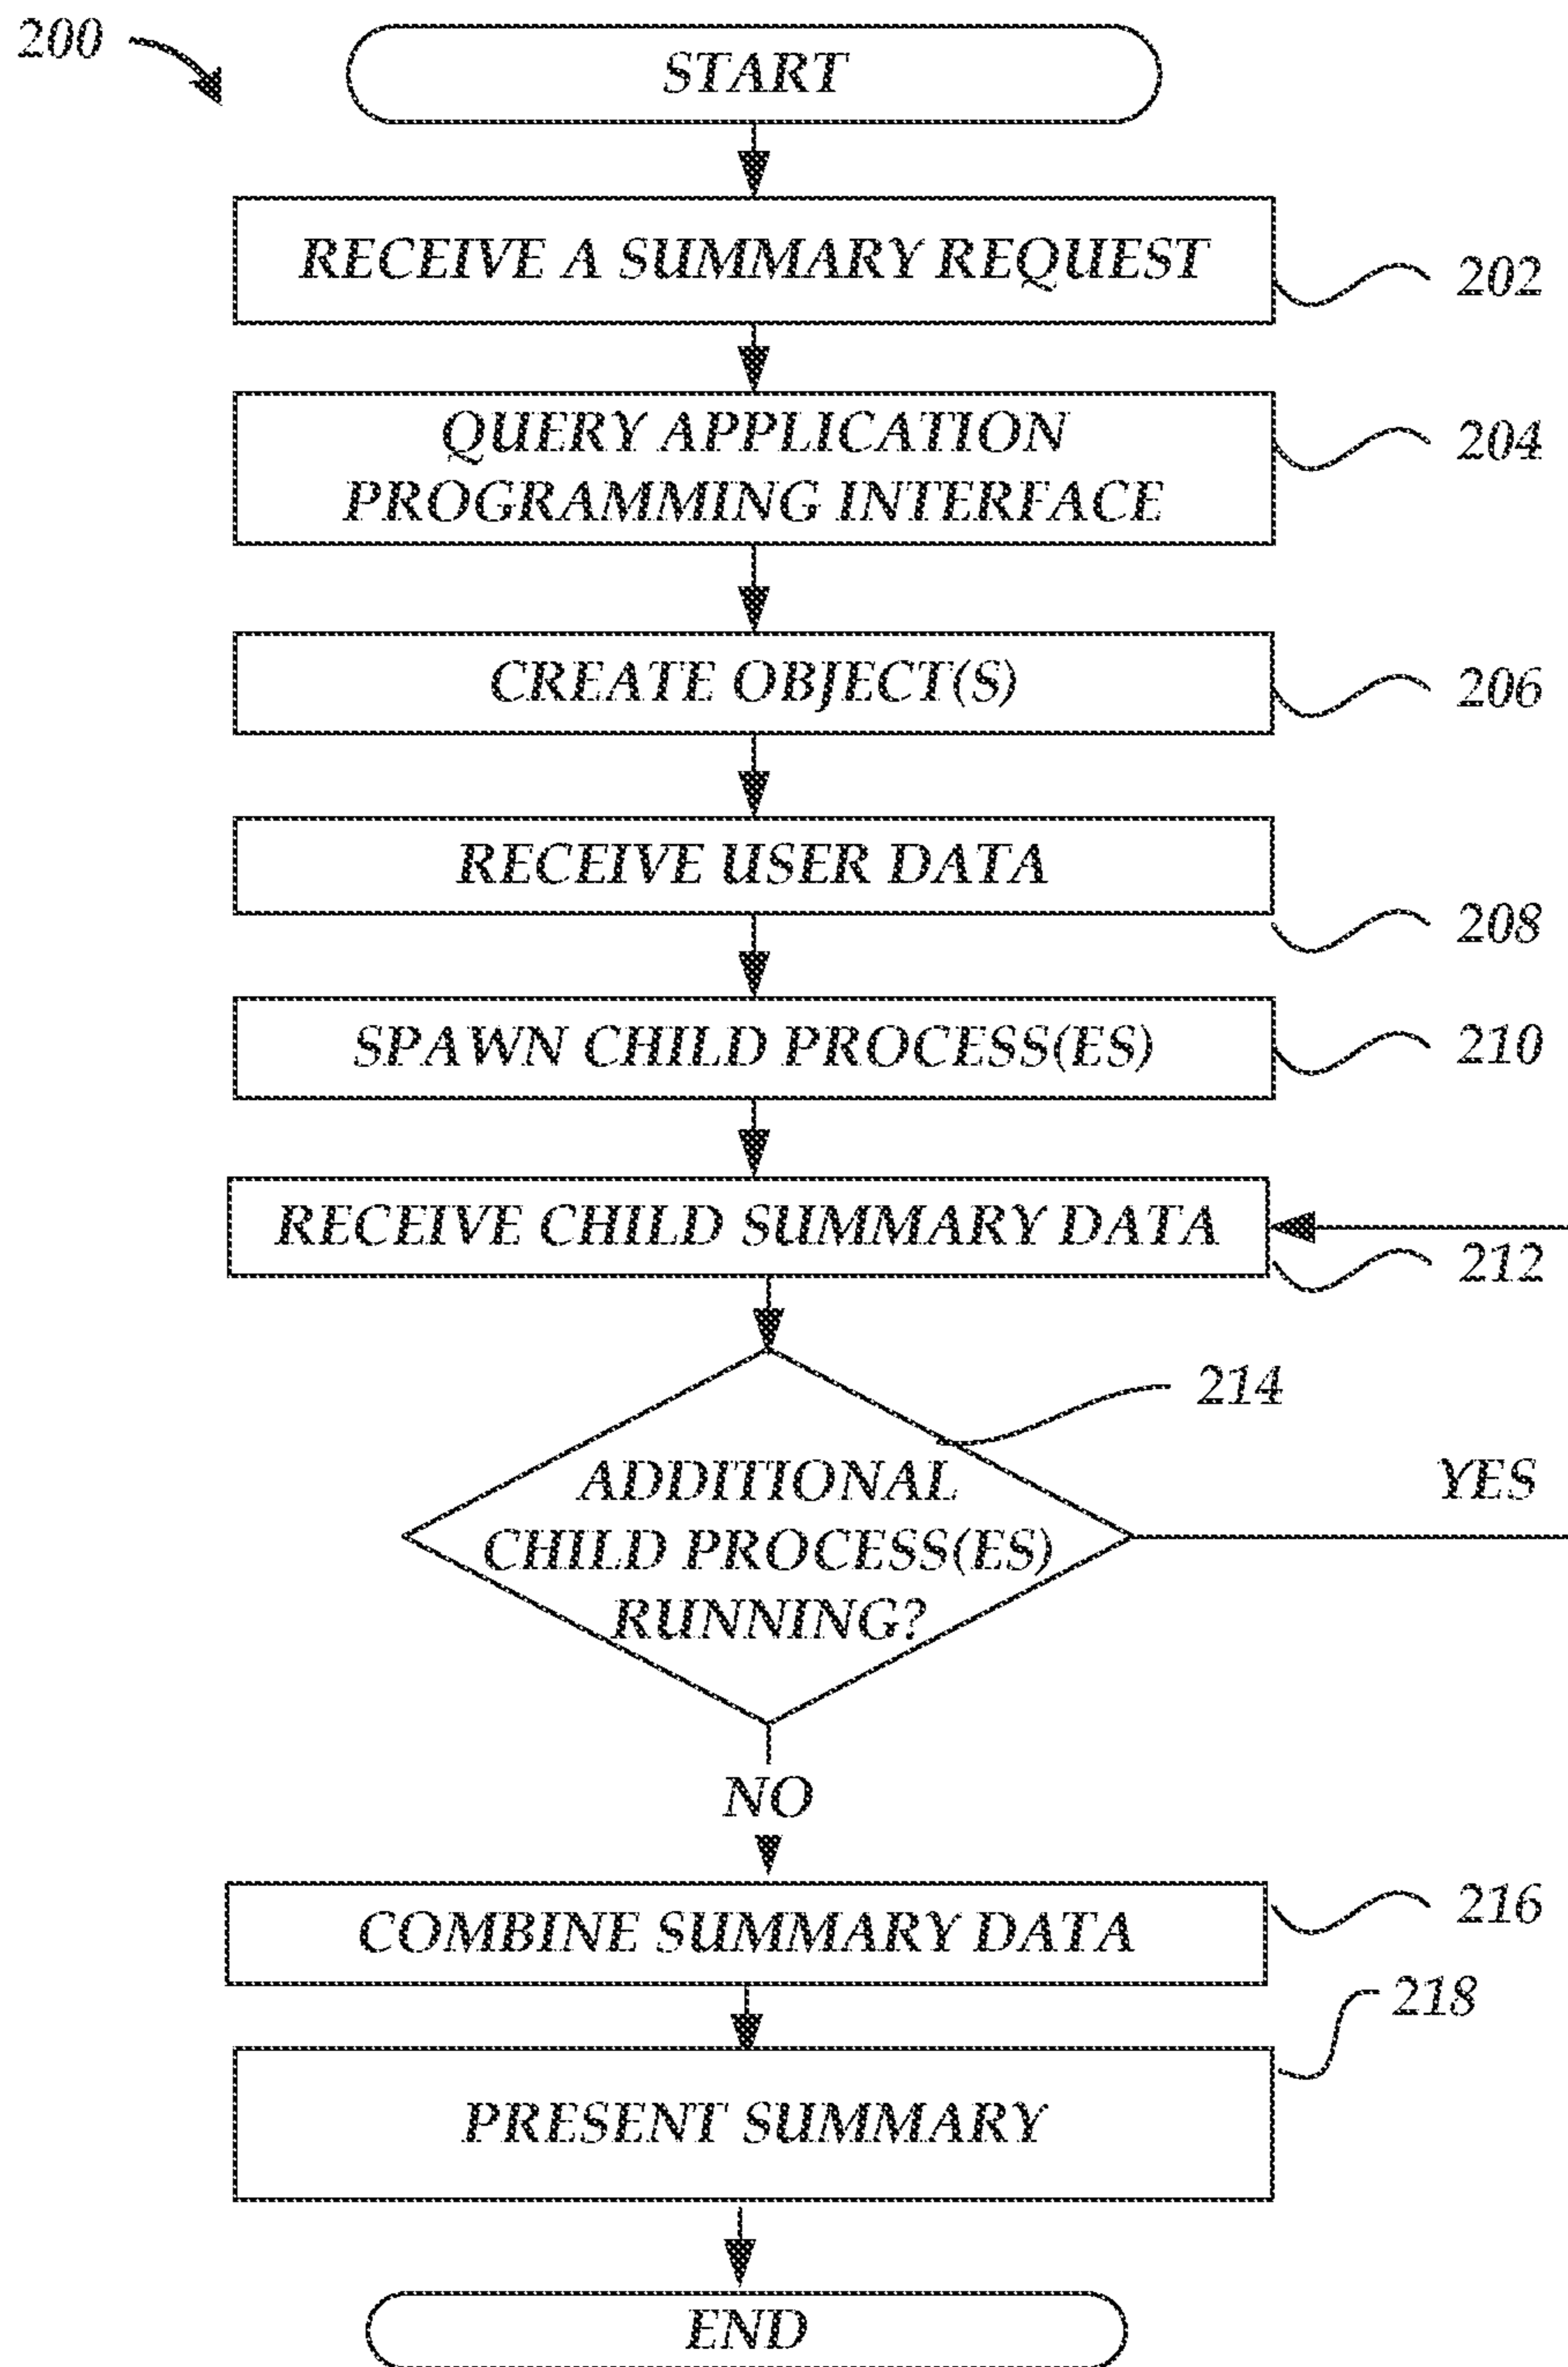 200
START
RECEIVE A SUMMARY REQUEST
202
QUERY APPLICATION
PROGRAMMING INTERFACE
204
CREATE OBJECT(S)
206
RECEIVE USER DATA
208
SPAWN CHILD PROCESS(ES)
210
RECEIVE CHILD SUMMARY DATA
212
214
ADDITIONAL
CHILD PROCESS(ES)
RUNNING?
YES
NO
COMBINE SUMMARY DATA
216
218
PRESENT SUMMARY
END